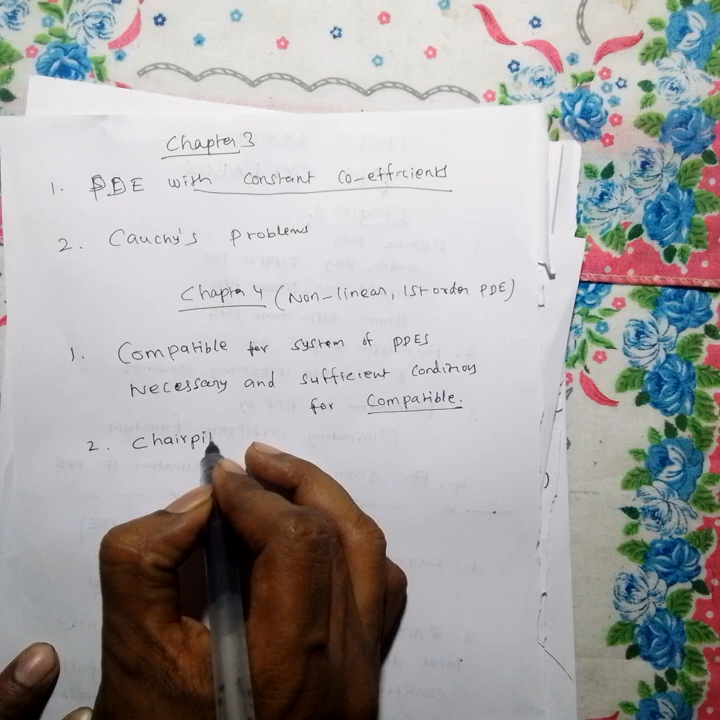 Chapter 3
1. PDE with constant co-efficients
2. Cauchy's problems
Chapter 4 (Non-linear, 1st order PDE)
1. Compatible for system of PDES
Necessary and sufficient condition
for Compatible.
2. Chairpi